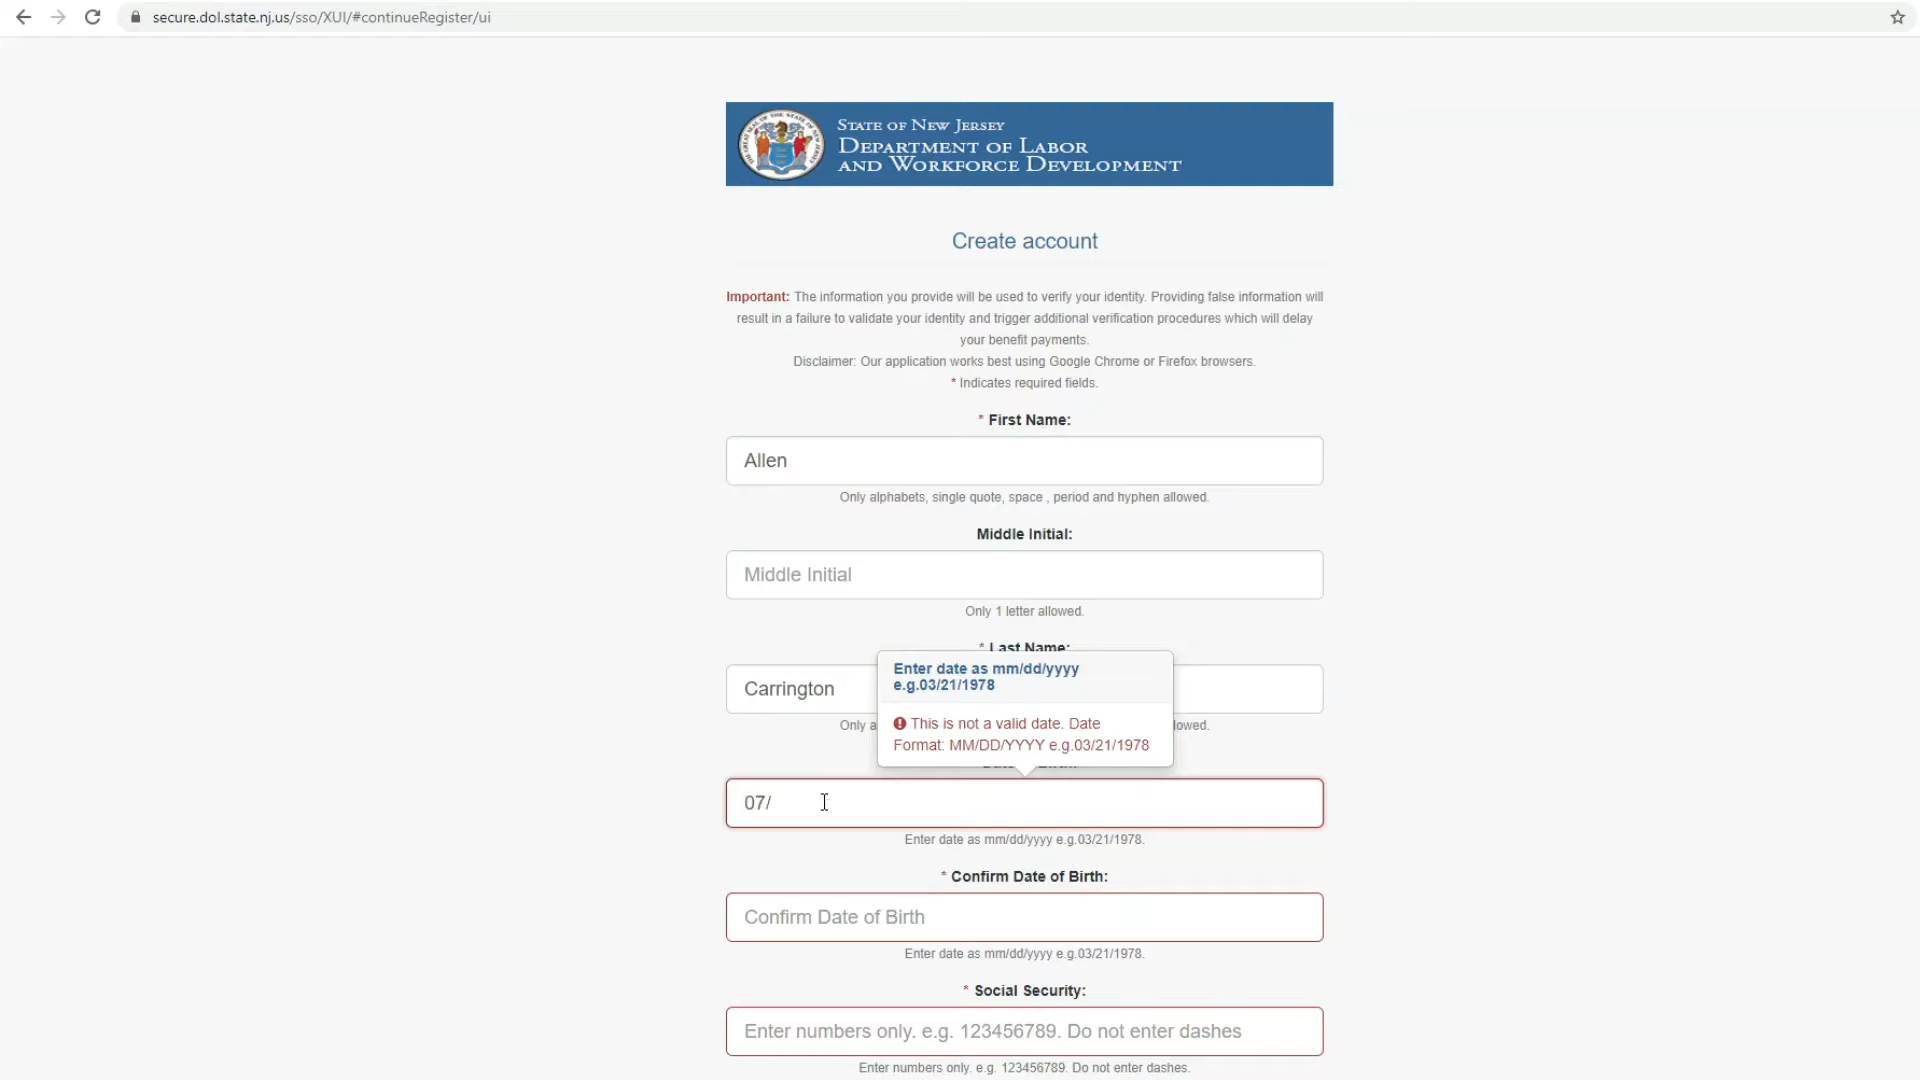 secure.dol.state.nj.us/sso/XUI/#continueRegister/ui
STATE OF NEW JERSEY
DEPARTMENT OF LABOR
AND WORKFORCE DEVELOPMENT
Create account
Important: The information you provide will be used to verify your identity. Providing false information will
result in a failure to validate your identity and trigger additional verification procedures which will delay
your benefit payments.
Disclaimer: Our application works best using Google Chrome or Firefox browsers.
* Indicates required fields.
* First Name:
Allen
Only alphabets, single quote, space , period and hyphen allowed.
Middle Initial:
Middle Initial
Only 1 letter allowed.
* Last Name:
Enter date as mm/dd/yyyy
e.g.03/21/1978
Carrington
This is not a valid date. Date
Format: MM/DD/YYYY e.g.03/21/1978
Only
07/
Enter date as mm/dd/yyyy e.g.03/21/1978.
* Confirm Date of Birth:
Confirm Date of Birth
Enter date as mm/dd/yyyy e.g.03/21/1978.
* Social Security:
Enter numbers only. e.g. 123456789. Do not enter dashes
Enter numbers only. e.g. 123456789. Do not enter dashes.